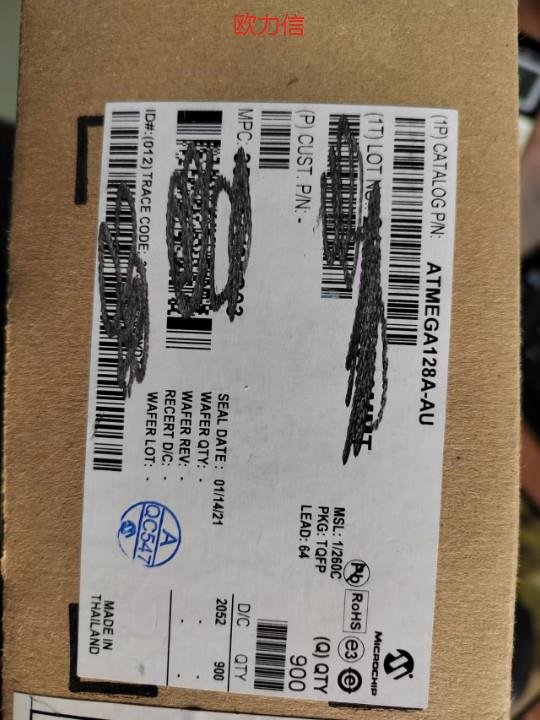 欧力信
(1P) CATALOG P/N:
ATMEGA128A-AU
(1T) LOT
(P) CUST. P/N: -
MPC:
ID#:(012) TRACE CODE:
MICROCHIP
Pb RoHS e3 e
MSL: 1/260C
PKG: TQFP
LEAD: 64
(Q) QTY
900
SEAL DATE : 01/14/21
WAFER QTY: -
WAFER REV: -
RECERT D/C: -
WAFER LOT: -
D/C QTY
2052 900
- -
- -
A
QC547
MADE IN
THAILAND